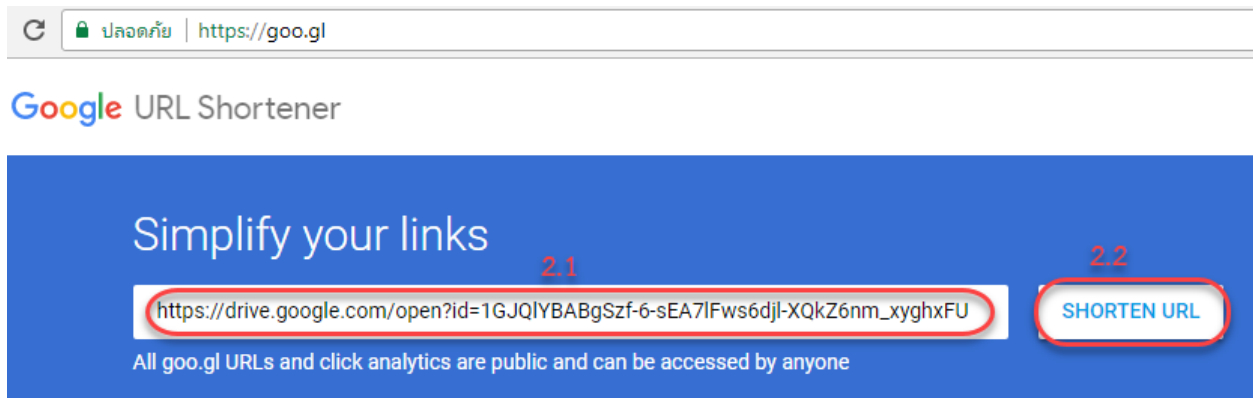 ปลอดภัย | https://goo.gl
Google URL Shortener
Simplify your links
2.1
2.2
https://drive.google.com/open?id=1GJQlYBABgSzf-6-sEA7lFws6djl-XQkZ6nm_xyghxFU
SHORTEN URL
All goo.gl URLs and click analytics are public and can be accessed by anyone